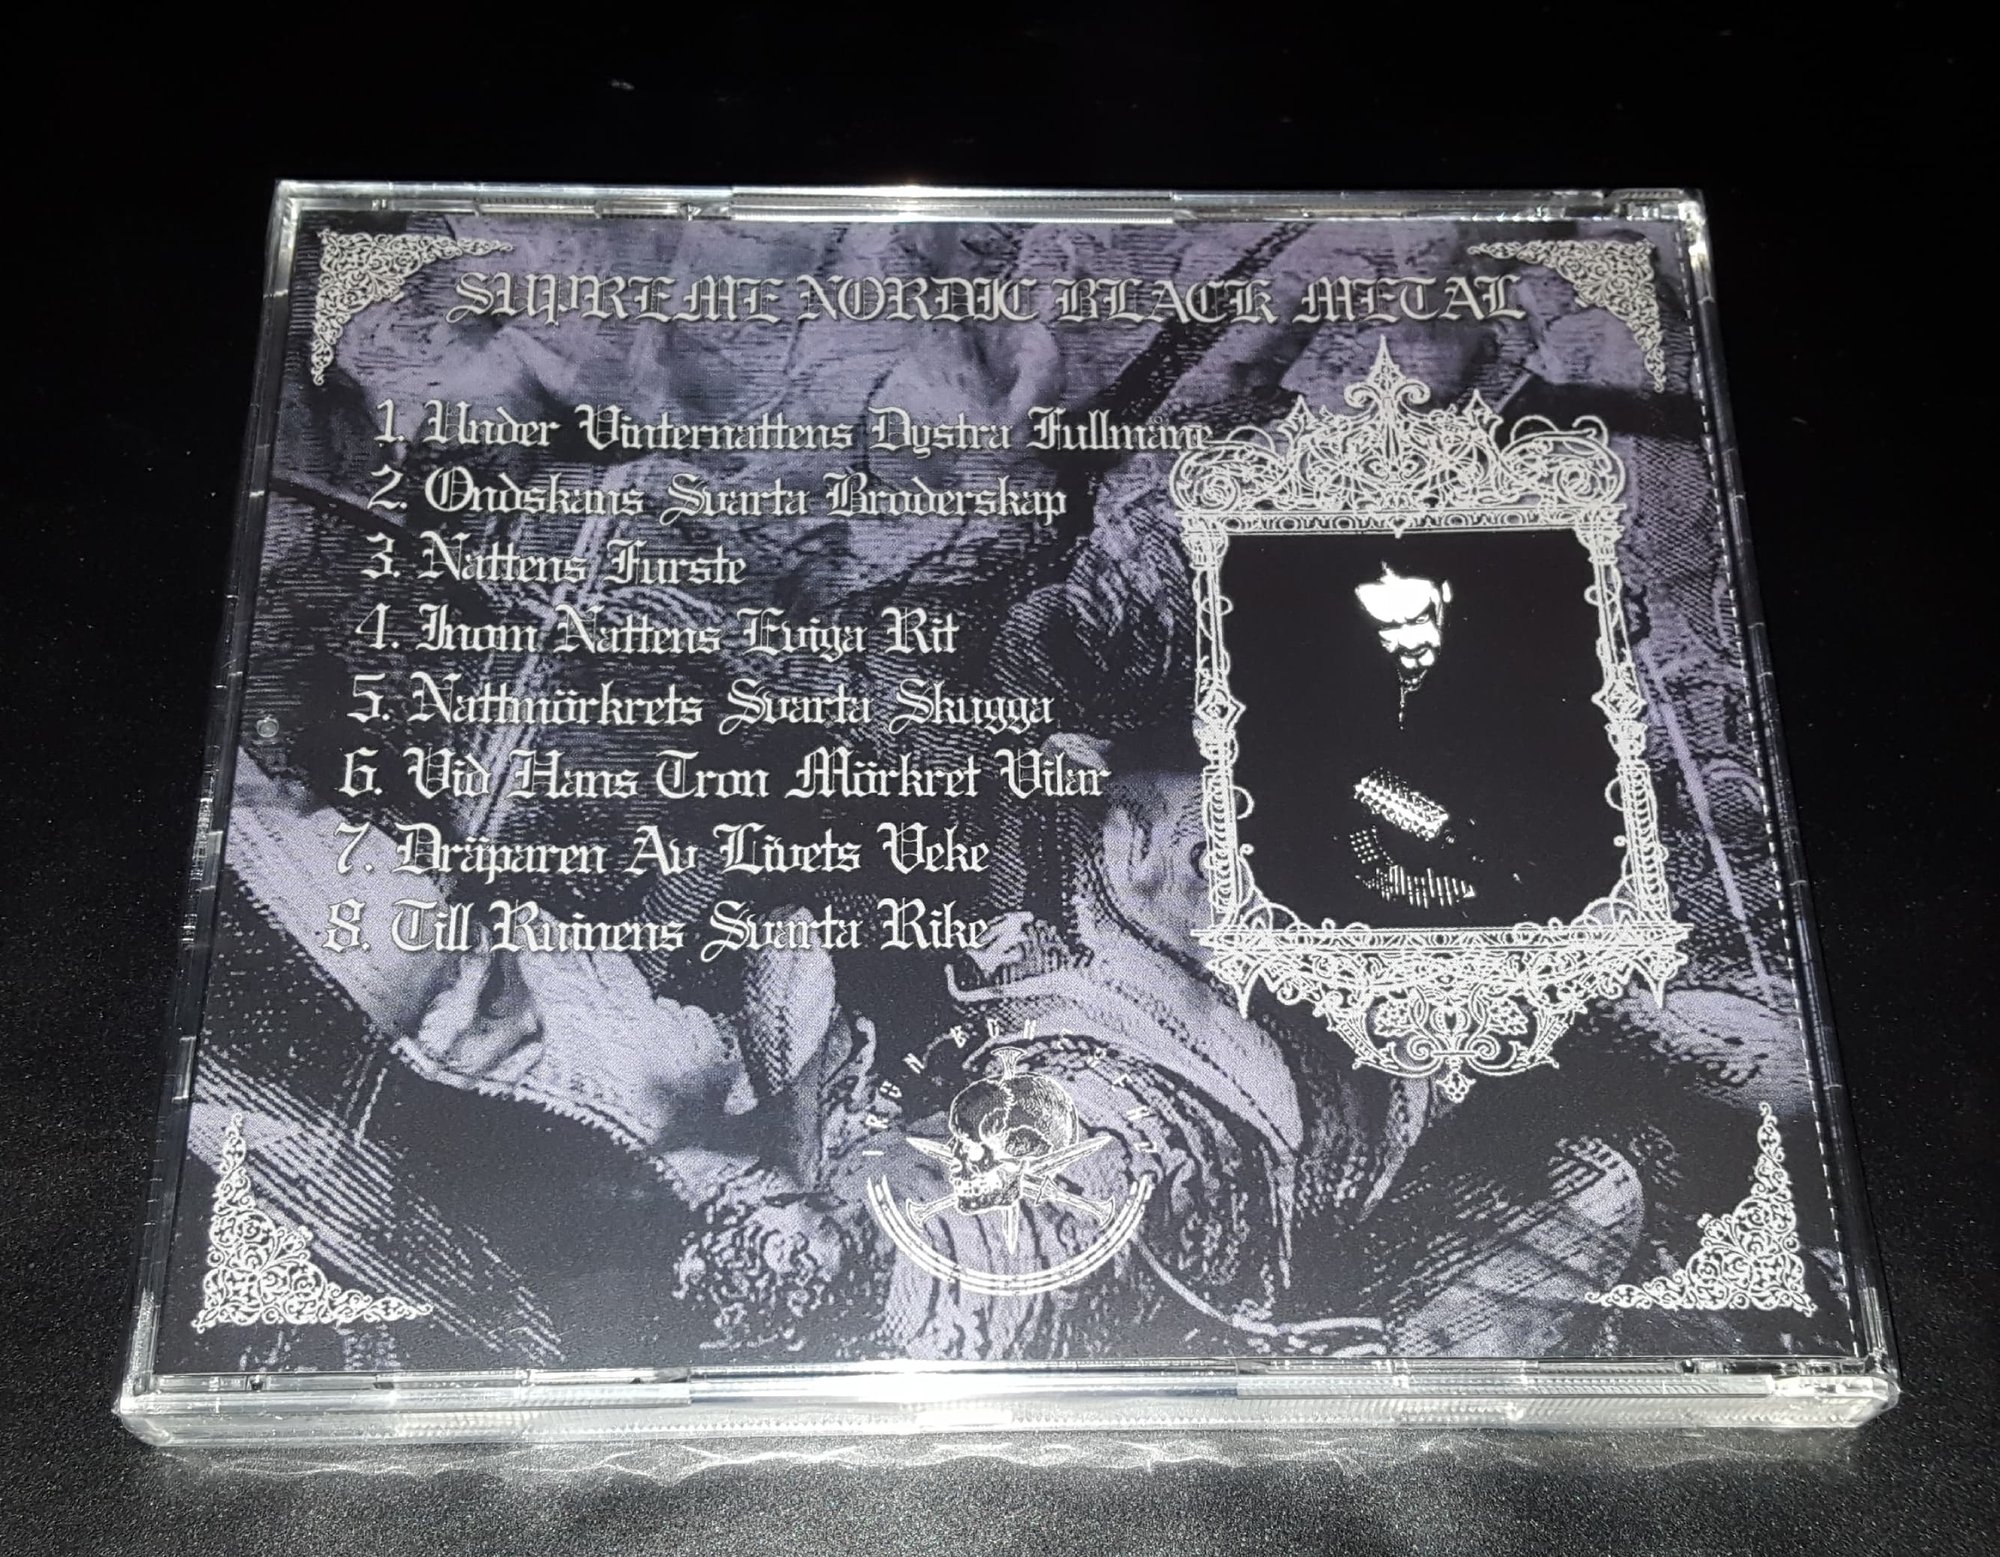 SUPREME NORDIC BLACK METAL
1. Under Vinternattens Dystra Fullmåne
2. Ondskans Svarta Broderskap
3. Nattens Furste
4. Inom Nattens Eviga Rit
5. Nattmörkrets Svarta Skugga
6. Vid Hans Tron Mörkret Vilar
7. Dräparen Av Livets Veke
8. Till Ruinens Svarta Rike
IRON BONEHEAD